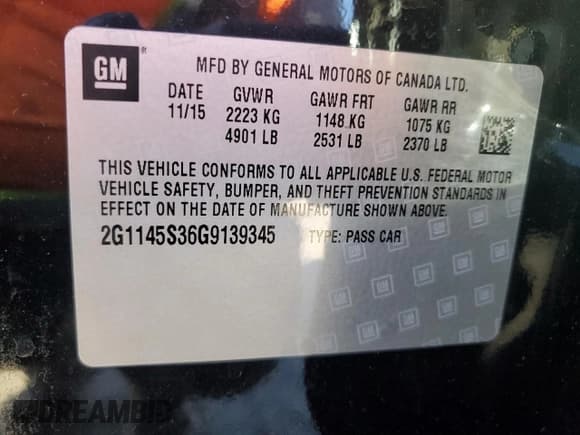 GM ®
MFD BY GENERAL MOTORS OF CANADA LTD.
DATE GVWR GAWR FRT GAWR RR
11/15 2223 KG 1148 KG 1075 KG
4901 LB 2531 LB 2370 LB
THIS VEHICLE CONFORMS TO ALL APPLICABLE U.S. FEDERAL MOTOR
VEHICLE SAFETY, BUMPER, AND THEFT PREVENTION STANDARDS IN
EFFECT ON THE DATE OF MANUFACTURE SHOWN ABOVE.
2G1145S36G9139345 TYPE: PASS CAR
DREAMBID